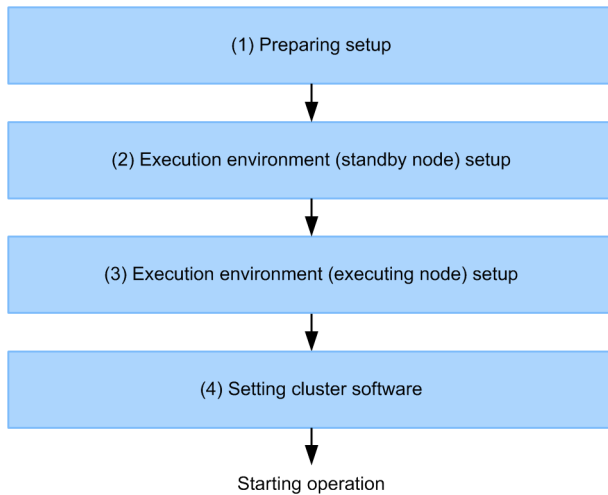 (1) Preparing setup
(2) Execution environment (standby node) setup
(3) Execution environment (executing node) setup
(4) Setting cluster software
Starting operation